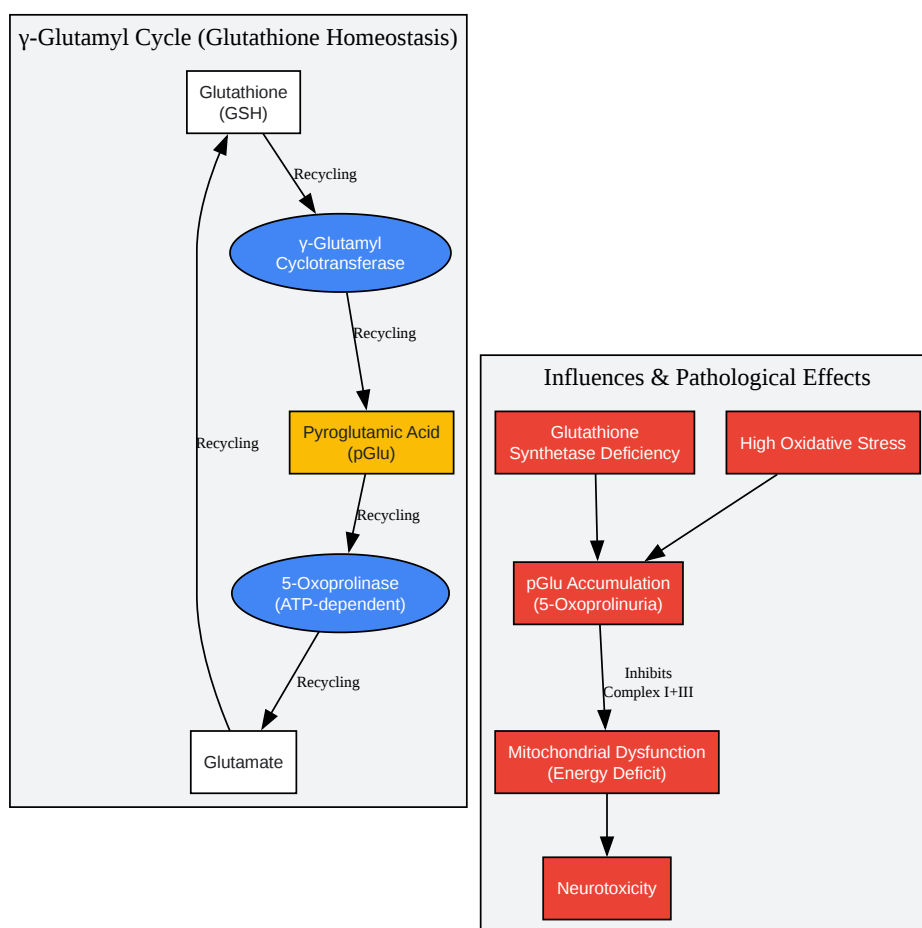 γ-Glutamyl Cycle (Glutathione Homeostasis)
Glutathione
(GSH)
Recycling
γ-Glutamyl
Cyclotransferase
Recycling
Pyroglutamic Acid
(pGlu)
Recycling
Recycling
5-Oxoprolinase
(ATP-dependent)
Recycling
Glutamate
Influences & Pathological Effects
Glutathione
Synthetase Deficiency
High Oxidative Stress
pGlu Accumulation
(5-Oxoprolinuria)
Inhibits
Complex I+III
Mitochondrial Dysfunction
(Energy Deficit)
Neurotoxicity